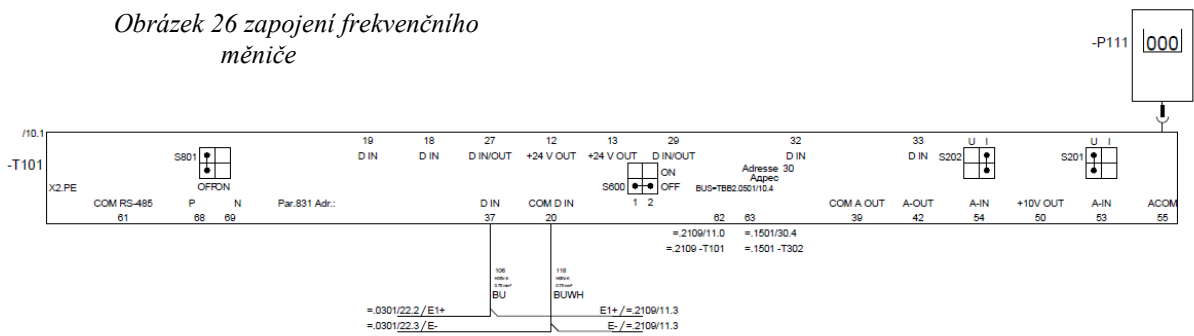 Obrázek 26 zapojení frekvenčního
měniče
-P111 000
/10.1
-T101
19 18 27 12 13 29 32 33 U I U I
D IN D IN D IN/OUT +24 V OUT +24 V OUT D IN/OUT D IN D IN S202 S201
S801
ON
Adresse 30
Адрес
X2.PE OFFON S600 OFF BUS=TBB2.0501/10.4
1 2
COM RS-485 P N Par.831 Adr.: D IN COM D IN COM A OUT A-OUT A-IN +10V OUT A-IN ACOM
61 68 69 37 20 62 63 39 42 54 50 53 55
=.2109/11.0 =.1501/30.4
=.2109 -T101 =.1501 -T302
106 118
BU BUWH
=.0301/22.2 / E1+ E1+ / =.2109/11.3
=.0301/22.3 / E- E- / =.2109/11.3